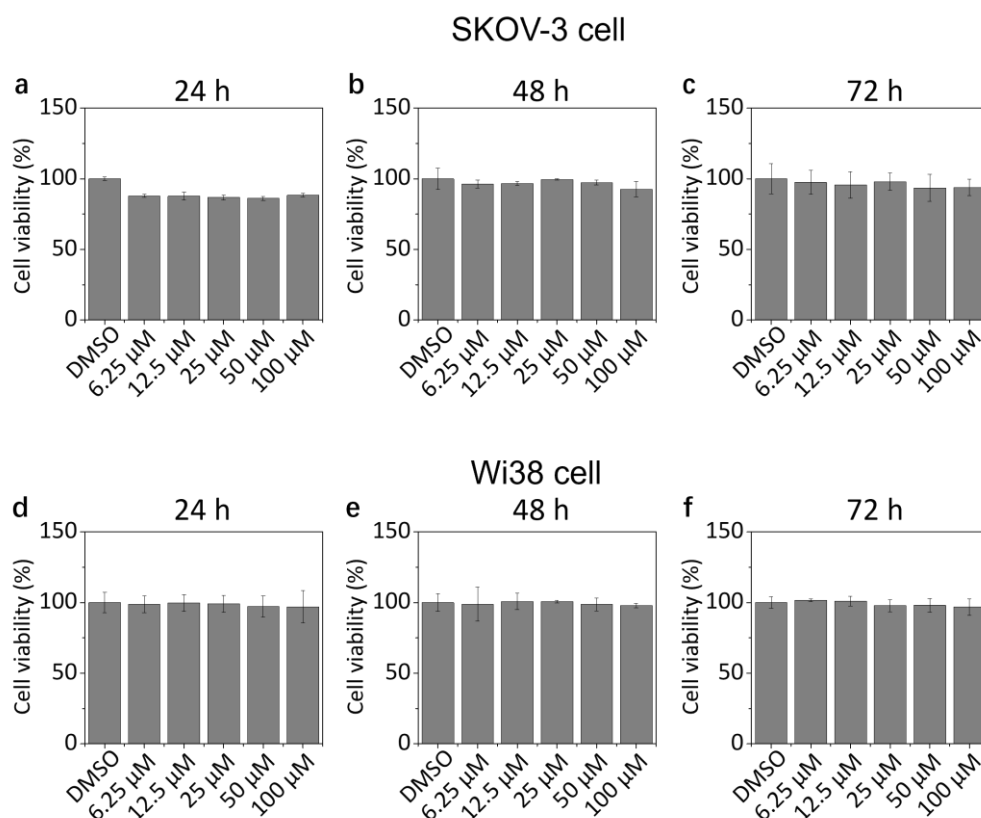 SKOV-3 cell
a
24 h
Cell viability (%)
150
100
50
0
DMSO
6.25 μM
12.5 μM
25 μM
50 μM
100 μM
b
48 h
Cell viability (%)
150
100
50
0
DMSO
6.25 μM
12.5 μM
25 μM
50 μM
100 μM
c
72 h
Cell viability (%)
150
100
50
0
DMSO
6.25 μM
12.5 μM
25 μM
50 μM
100 μM
Wi38 cell
d
24 h
Cell viability (%)
150
100
50
0
DMSO
6.25 μM
12.5 μM
25 μM
50 μM
100 μM
e
48 h
Cell viability (%)
150
100
50
0
DMSO
6.25 μM
12.5 μM
25 μM
50 μM
100 μM
f
72 h
Cell viability (%)
150
100
50
0
DMSO
6.25 μM
12.5 μM
25 μM
50 μM
100 μM